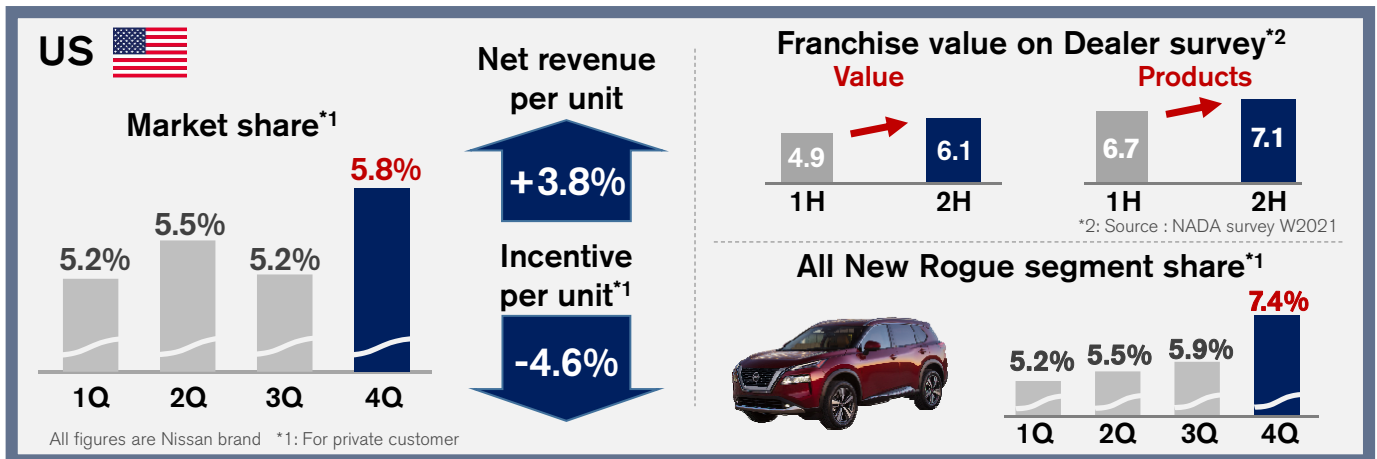 US
Market share*1
5.2%
5.5%
5.2%
5.8%
1Q
2Q
3Q
4Q
All figures are Nissan brand *1: For private customer
Net revenue
per unit
+3.8%
Incentive
per unit*1
-4.6%
Franchise value on Dealer survey*2
Value
4.9
6.1
1H
2H
Products
6.7
7.1
1H
2H
*2: Source : NADA survey W2021
All New Rogue segment share*1
5.2%
5.5%
5.9%
7.4%
1Q
2Q
3Q
4Q